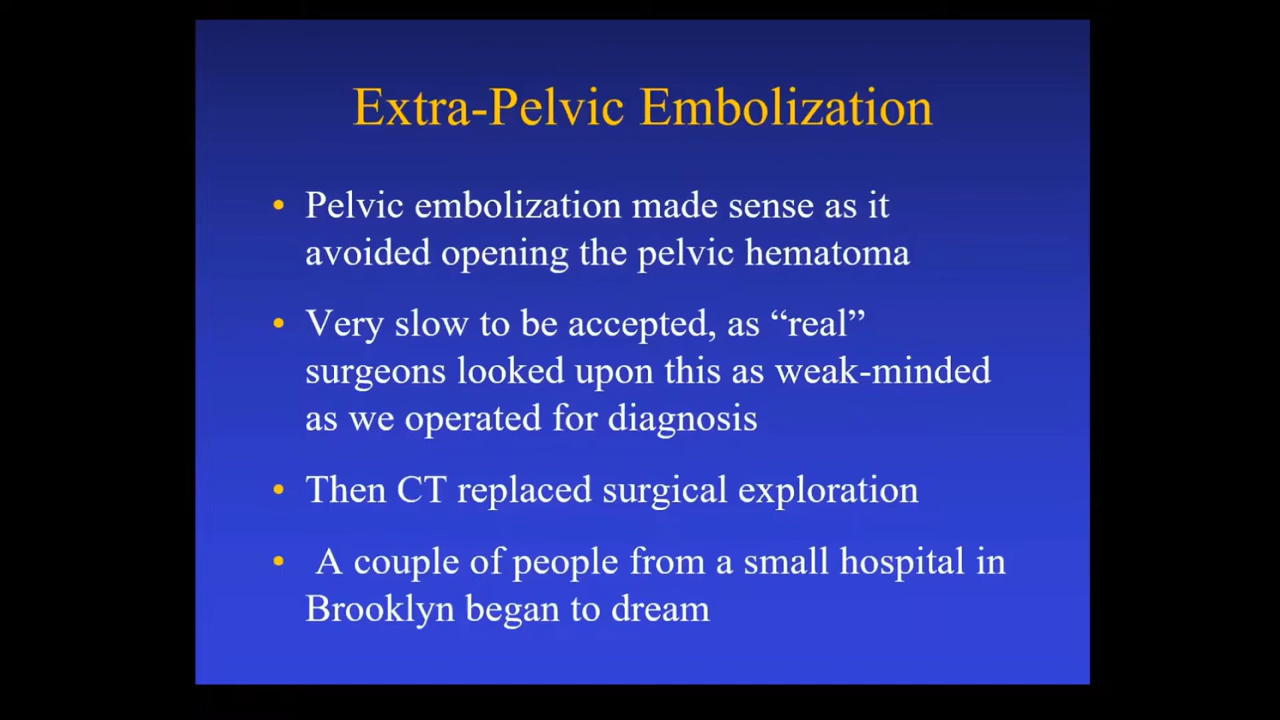 Extra-Pelvic Embolization
• Pelvic embolization made sense as it
avoided opening the pelvic hematoma
• Very slow to be accepted, as “real”
surgeons looked upon this as weak-minded
as we operated for diagnosis
• Then CT replaced surgical exploration
• A couple of people from a small hospital in
Brooklyn began to dream